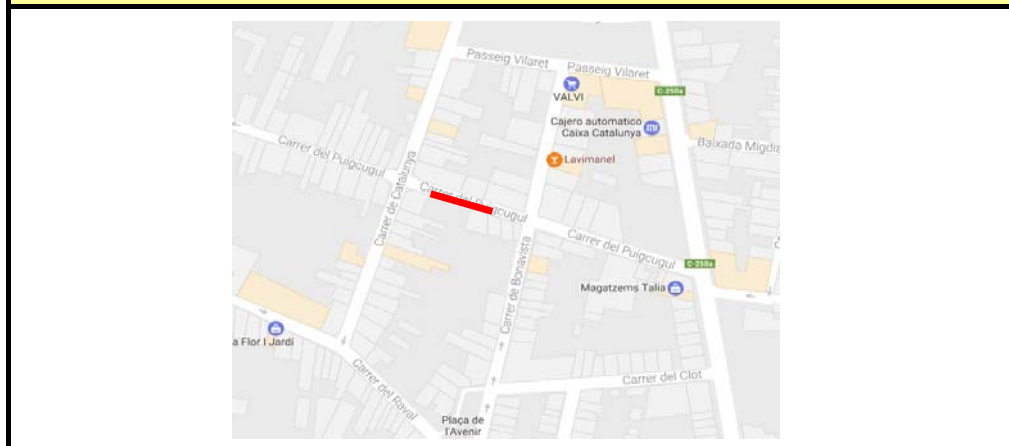 Passeig Vilaret
Passeig Vilaret
VALVI
C-250a
Cajero automatico
Caixa Catalunya
ATM
Baixada Migdia
Carrer del Puigcugul
Lavimanel
Carrer de Catalunya
Carrer del Puigcugul
Carrer del Puigcugul
Carrer de Bonavista
C-250a
Magatzems Talia
a Flor I Jardi
Carrer del Raval
Carrer del Clot
Plaça de
l'Avenir